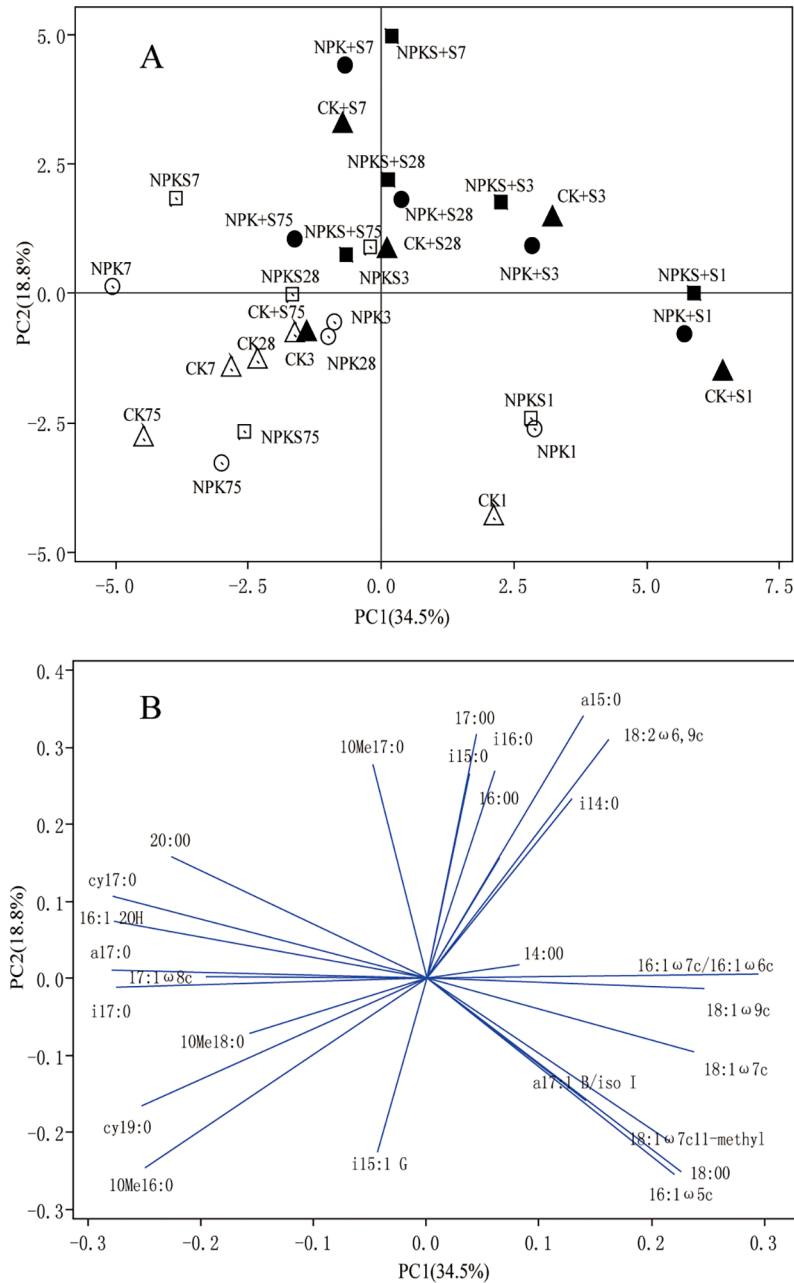 A
5.0
NPK+S7
NPKS+S7
CK+S7
2.5
NPKS7
NPKS+S28
NPKS+S3
CK+S3
NPK+S75
NPKS+S75
NPK+S28
CK+S28
NPK+S3
NPK7
NPKS28
NPKS3
NPKS+S1
0.0
CK+S75
NPK3
NPK+S1
CK28
CK7
CK3
NPK28
CK+S1
CK75
NPKS1
-2.5
NPKS75
NPK1
NPK75
CK1
-5.0
PC2(18.8%)
-5.0 -2.5 0.0 2.5 5.0 7.5
PC1(34.5%)
B
0.4
a15:0
17:00
18:2ω6,9c
10Me17:0
i16:0
0.3
i15:0
16:00
i14:0
0.2
20:00
cy17:0
0.1
16:1 2OH
a17:0
14:00
16:1ω7c/16:1ω6c
0.0
17:1ω8c
i17:0
18:1ω9c
10Me18:0
18:1ω7c
-0.1
a17:1 B/iso I
cy19:0
18:1ω7c11-methyl
-0.2
i15:1 G
18:00
10Me16:0
16:1ω5c
-0.3
PC2(18.8%)
-0.3 -0.2 -0.1 0.0 0.1 0.2 0.3
PC1(34.5%)